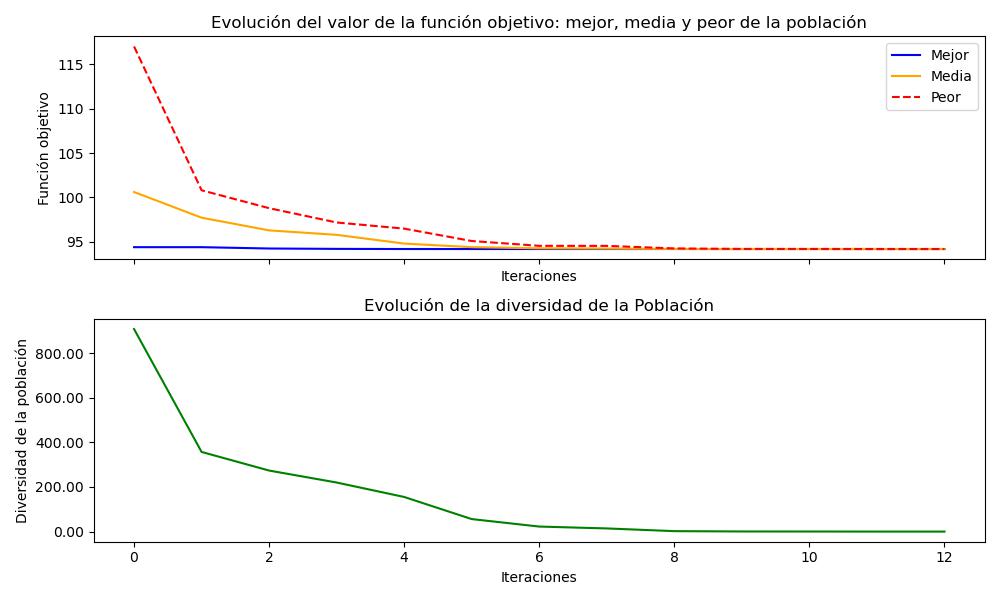 Evolución del valor de la función objetivo: mejor, media y peor de la población
Función objetivo
115
110
105
100
95
Mejor
Media
Peor
Iteraciones
Evolución de la diversidad de la Población
Diversidad de la población
800.00
600.00
400.00
200.00
0.00
0 2 4 6 8 10 12
Iteraciones